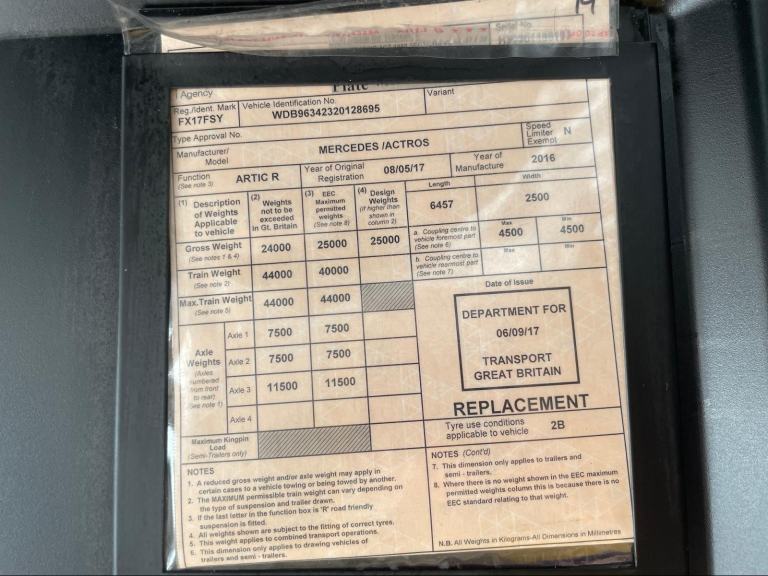 Serial No.
Agency
Plate
Reg./Ident. Mark
FX17FSY
Vehicle Identification No.
WDB96342320128695
Variant
Type Approval No.
Speed
Limiter
Exempt
N
Manufacturer/
Model
MERCEDES /ACTROS
Function
(See note 3)
ARTIC R
Year of Original
Registration
08/05/17
Year of
Manufacture
2016
(1) Description
of Weights
Applicable
to vehicle
(2)
Weights
not to be
exceeded
in Gt. Britain
(3) EEC
Maximum
permitted
weights
(See note 8)
(4) Design
Weights
(if higher than
shown in
column 2)
Length
6457
Width
2500
Gross Weight
(See notes 1 & 4)
24000
25000
25000
a. Coupling centre to
vehicle foremost part
(See note 6)
Max
4500
Min
4500
Train Weight
(See note 2)
44000
40000
b. Coupling centre to
vehicle rearmost part
(See note 7)
Max
Min
Max.Train Weight
(See note 5)
44000
44000
Date of Issue
DEPARTMENT FOR
06/09/17
TRANSPORT
GREAT BRITAIN
Axle
Weights
(Axles
numbered
from front
to rear)
(See note 1)
Axle 1
7500
7500
Axle 2
7500
7500
Axle 3
11500
11500
Axle 4
REPLACEMENT
Tyre use conditions
applicable to vehicle
2B
Maximum Kingpin
Load
(Semi-Trailers only)
NOTES
1. A reduced gross weight and/or axle weight may apply in
certain cases to a vehicle towing or being towed by another.
2. The MAXIMUM permissible train weight can vary depending on
the type of suspension and trailer drawn.
3. If the last letter in the function box is 'R' road friendly
suspension is fitted.
4. All weights shown are subject to the fitting of correct tyres.
5. This weight applies to combined transport operations.
6. This dimension only applies to drawing vehicles of
trailers and semi - trailers.
NOTES (Cont'd)
7. This dimension only applies to trailers and
semi - trailers.
8. Where there is no weight shown in the EEC maximum
permitted weights column this is because there is no
EEC standard relating to that weight.
N.B. All Weights in Kilograms-All Dimensions in Millimetres